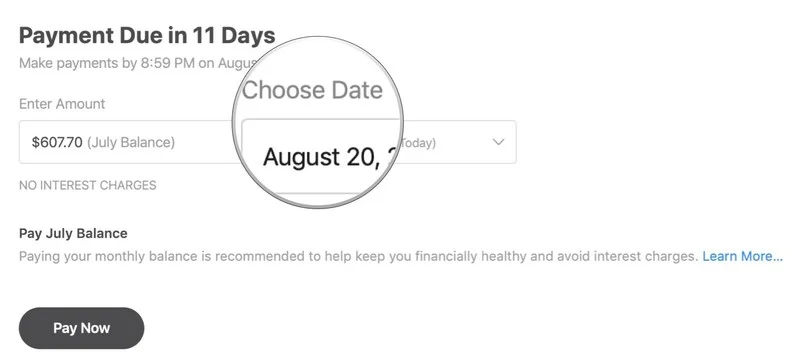 Payment Due in 11 Days
Make payments by 8:59 PM on
Choose Date
Enter Amount
$607.70 (July Balance)
August 20,
Today)
NO INTEREST CHARGES
Pay July Balance
Paying your monthly balance is recommended to help keep you financially healthy and avoid interest charges. Learn More...
Pay Now